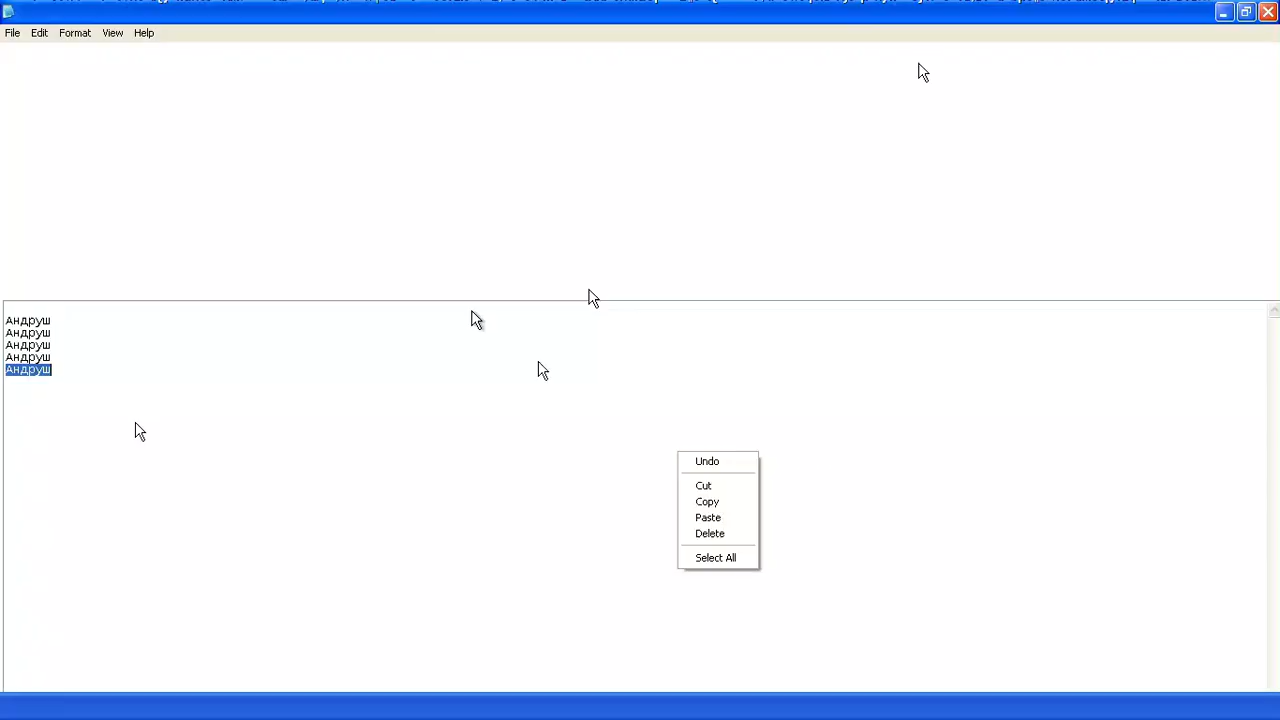 File Edit Format View Help
Андруш
Андруш
Андруш
Андруш
Андруш
Undo
Cut
Copy
Paste
Delete
Select All